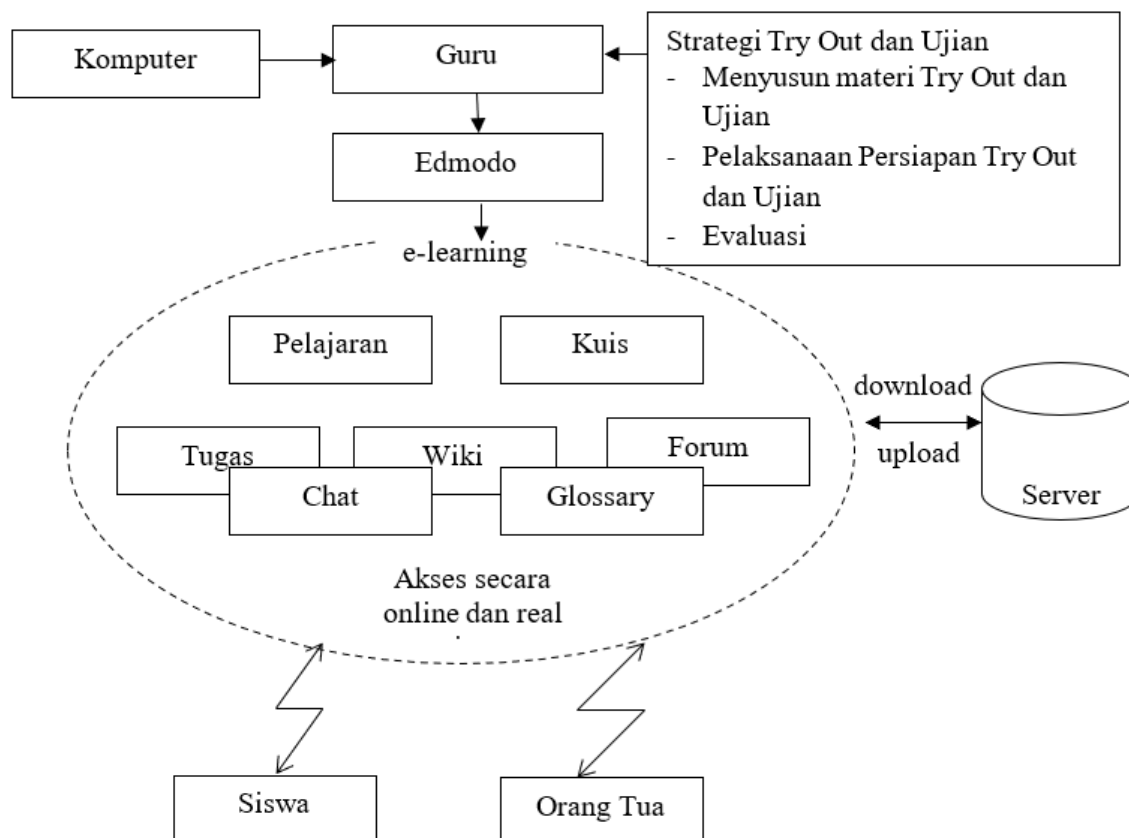 Komputer
Guru
Strategi Try Out dan Ujian
- Menyusun materi Try Out dan
Ujian
- Pelaksanaan Persiapan Try Out
dan Ujian
- Evaluasi
Edmodo
e-learning
Pelajaran
Kuis
download
upload
Server
Tugas
Wiki
Forum
Chat
Glossary
Akses secara
online dan real
Siswa
Orang Tua